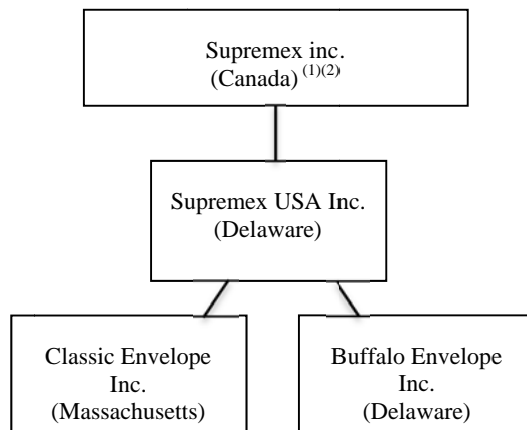 Supremex inc.
(Canada) (1)(2)
Supremex USA Inc.
(Delaware)
Classic Envelope
Inc.
(Massachusetts)
Buffalo Envelope
Inc.
(Delaware)